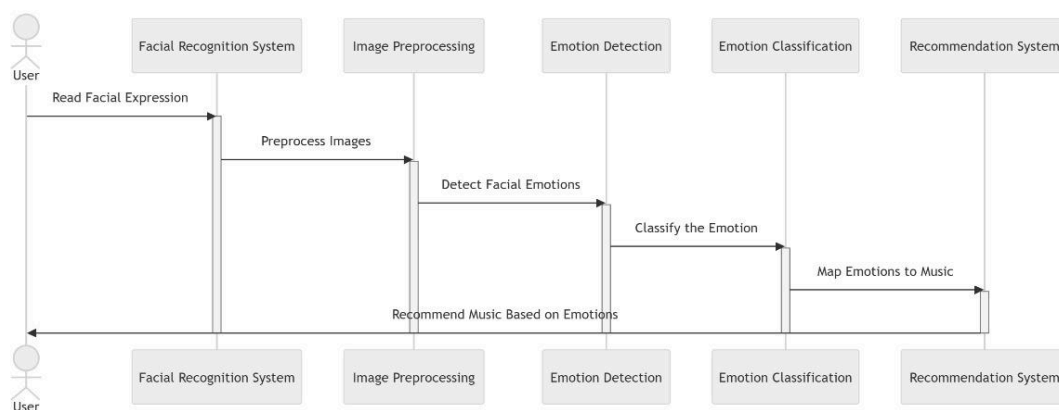 Facial Recognition System
Image Preprocessing
Emotion Detection
Emotion Classification
Recommendation System
User
Read Facial Expression
Preprocess Images
Detect Facial Emotions
Classify the Emotion
Map Emotions to Music
Recommend Music Based on Emotions
Facial Recognition System
Image Preprocessing
Emotion Detection
Emotion Classification
Recommendation System
User